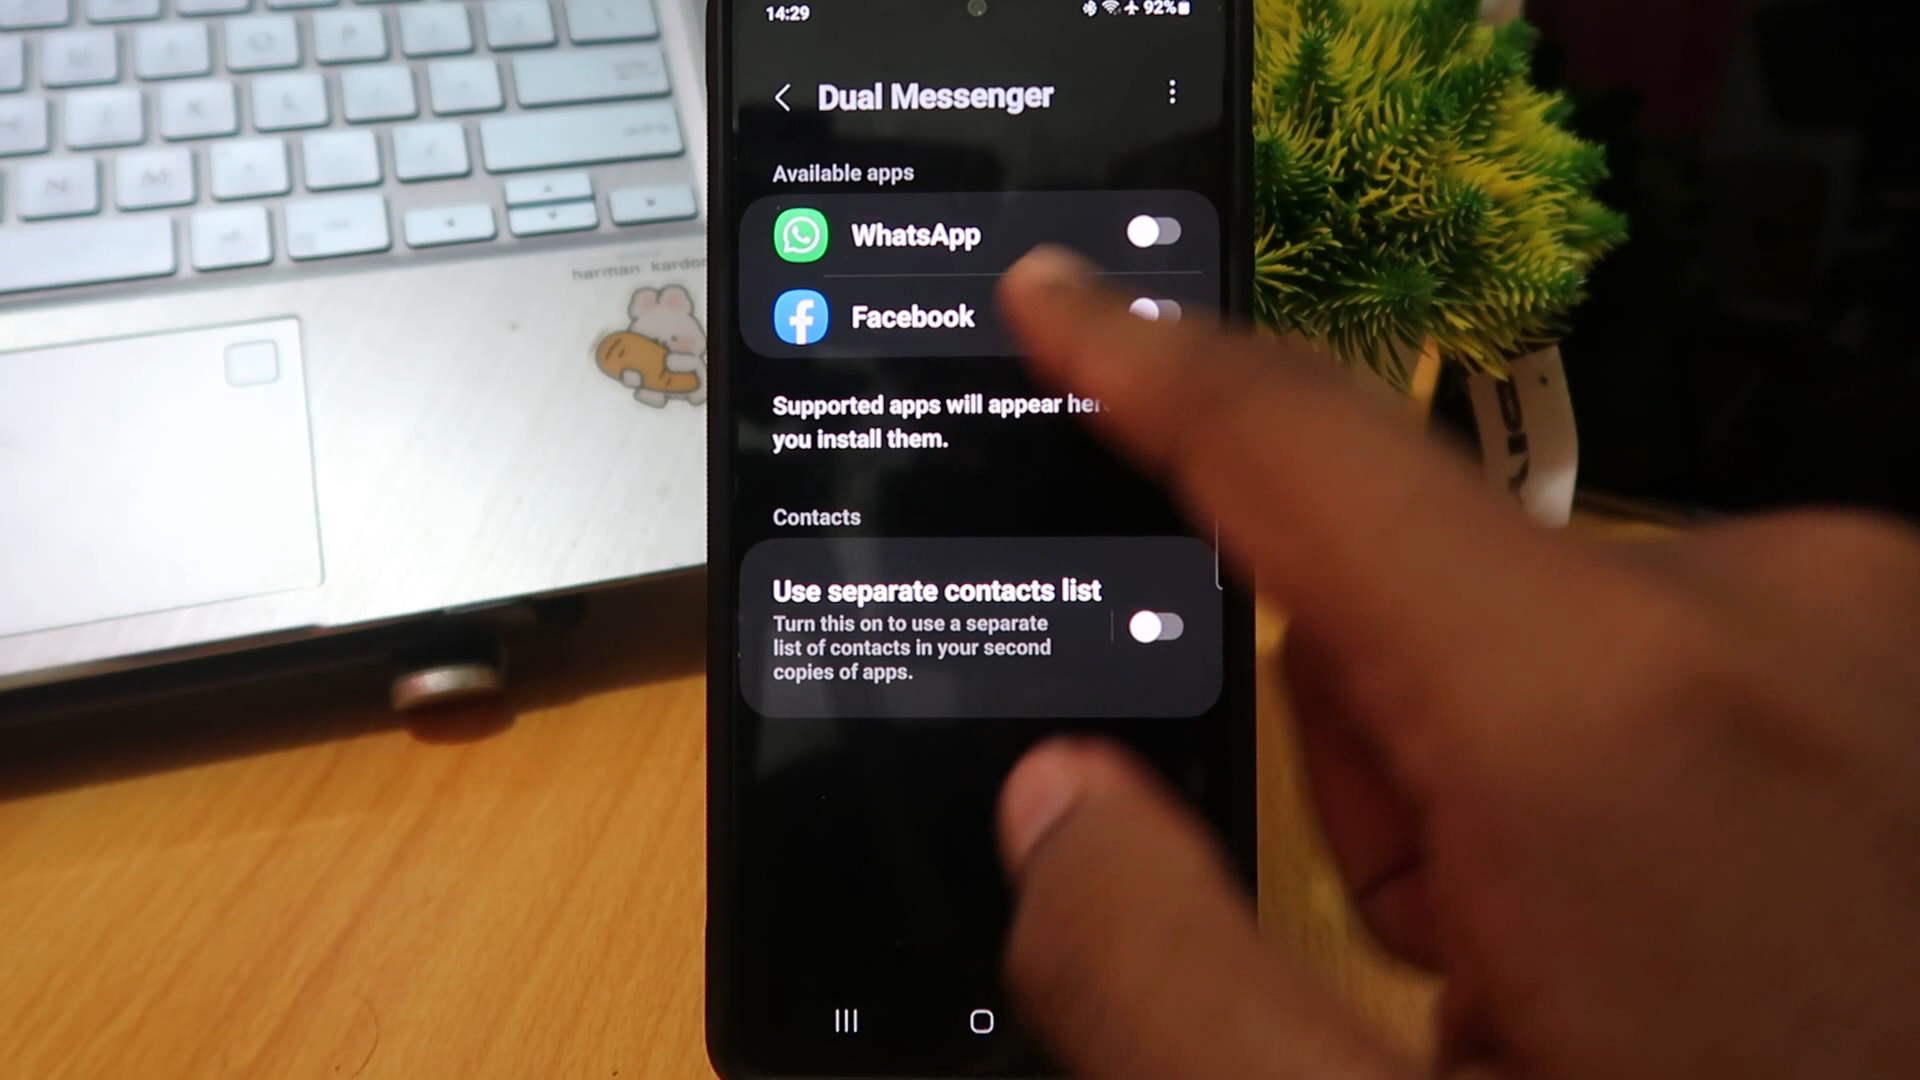 14:29
92%
Dual Messenger
Available apps
WhatsApp
Facebook
Supported apps will appear
you install them.
Contacts
Use separate contacts list
Turn this on to use a separate
list of contacts in your second
copies of apps.
harman kardon
P
L
N
M